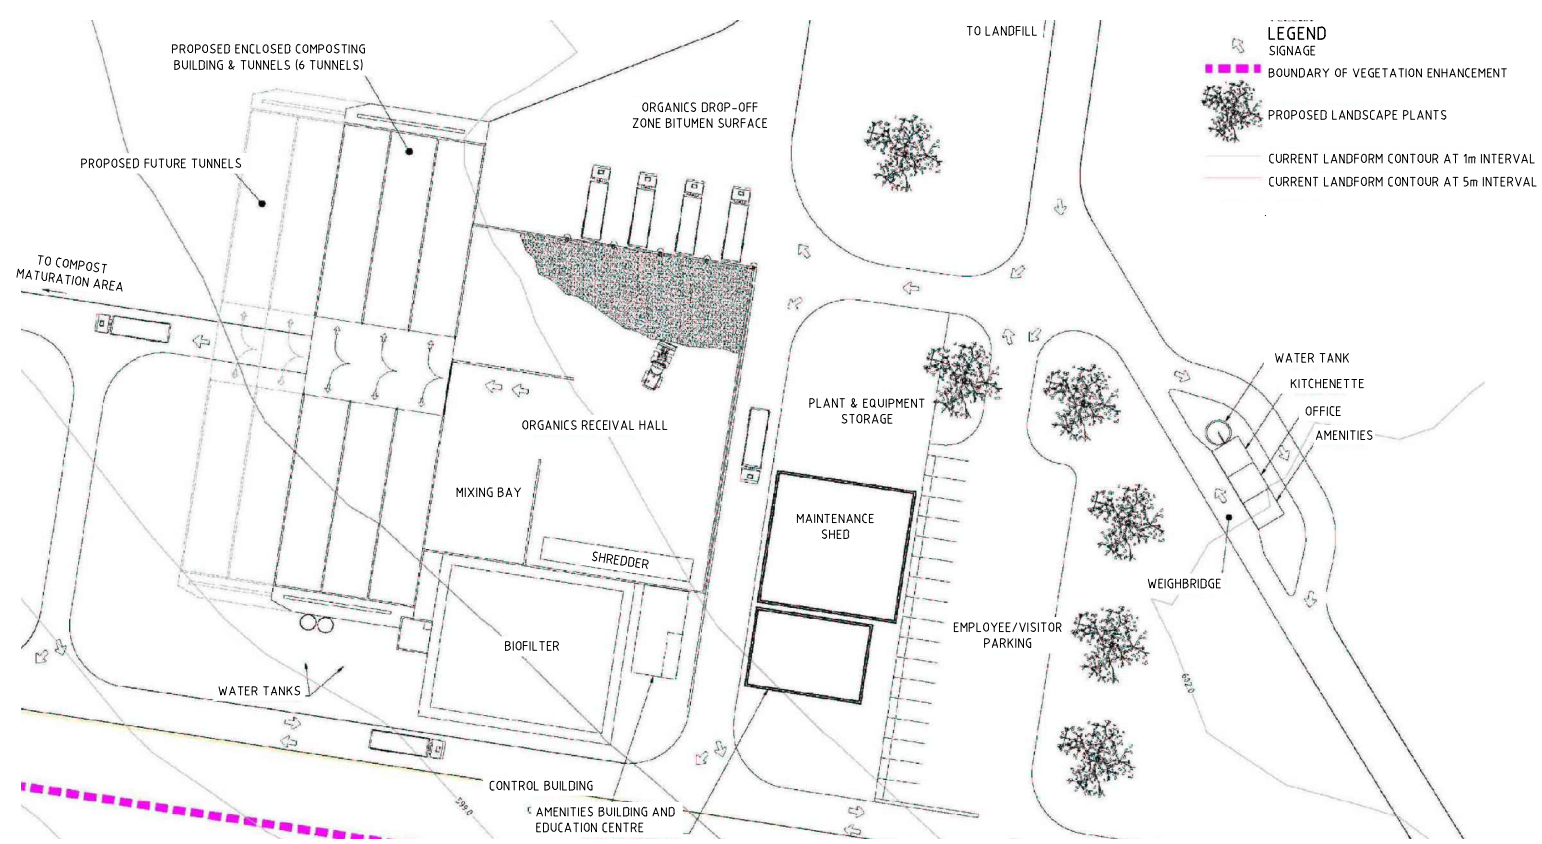 TO LANDFILL
LEGEND
SIGNAGE
BOUNDARY OF VEGETATION ENHANCEMENT
PROPOSED LANDSCAPE PLANTS
CURRENT LANDFORM CONTOUR AT 1m INTERVAL
CURRENT LANDFORM CONTOUR AT 5m INTERVAL
PROPOSED ENCLOSED COMPOSTING
BUILDING & TUNNELS (6 TUNNELS)
ORGANICS DROP-OFF
ZONE BITUMEN SURFACE
PROPOSED FUTURE TUNNELS
TO COMPOST
MATURATION AREA
WATER TANK
KITCHENETTE
OFFICE
AMENITIES
PLANT & EQUIPMENT
STORAGE
ORGANICS RECEIVAL HALL
MIXING BAY
MAINTENANCE
SHED
SHREDDER
WEIGHBRIDGE
EMPLOYEE/VISITOR
PARKING
BIOFILTER
WATER TANKS
6520
CONTROL BUILDING
5990
AMENITIES BUILDING AND
EDUCATION CENTRE